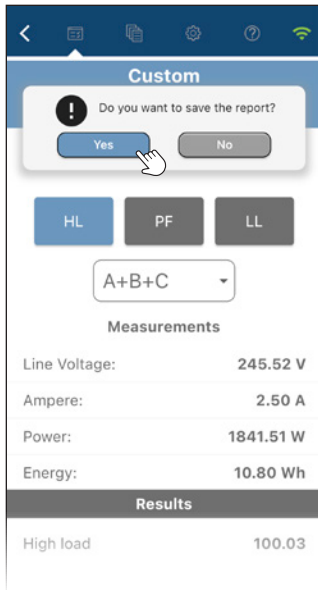 Custom
Do you want to save the report?
Yes No
HL PF LL
A+B+C
Measurements
Line Voltage: 245.52 V
Ampere: 2.50 A
Power: 1841.51 W
Energy: 10.80 Wh
Results
High load 100.03